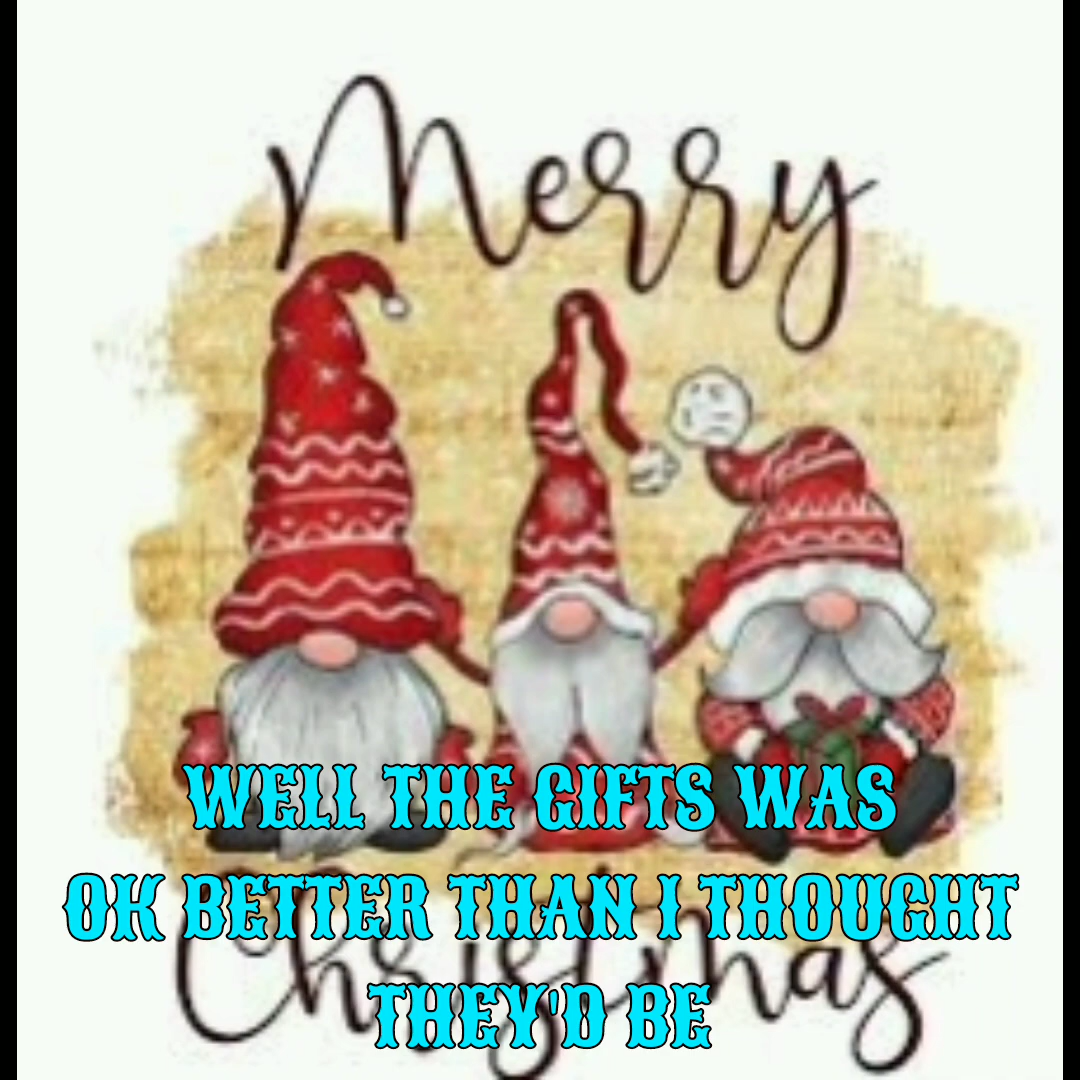 Merry
WELL THE GIFTS WAS
OK BETTER THAN I THOUGHT
Christmas
THEY'D BE